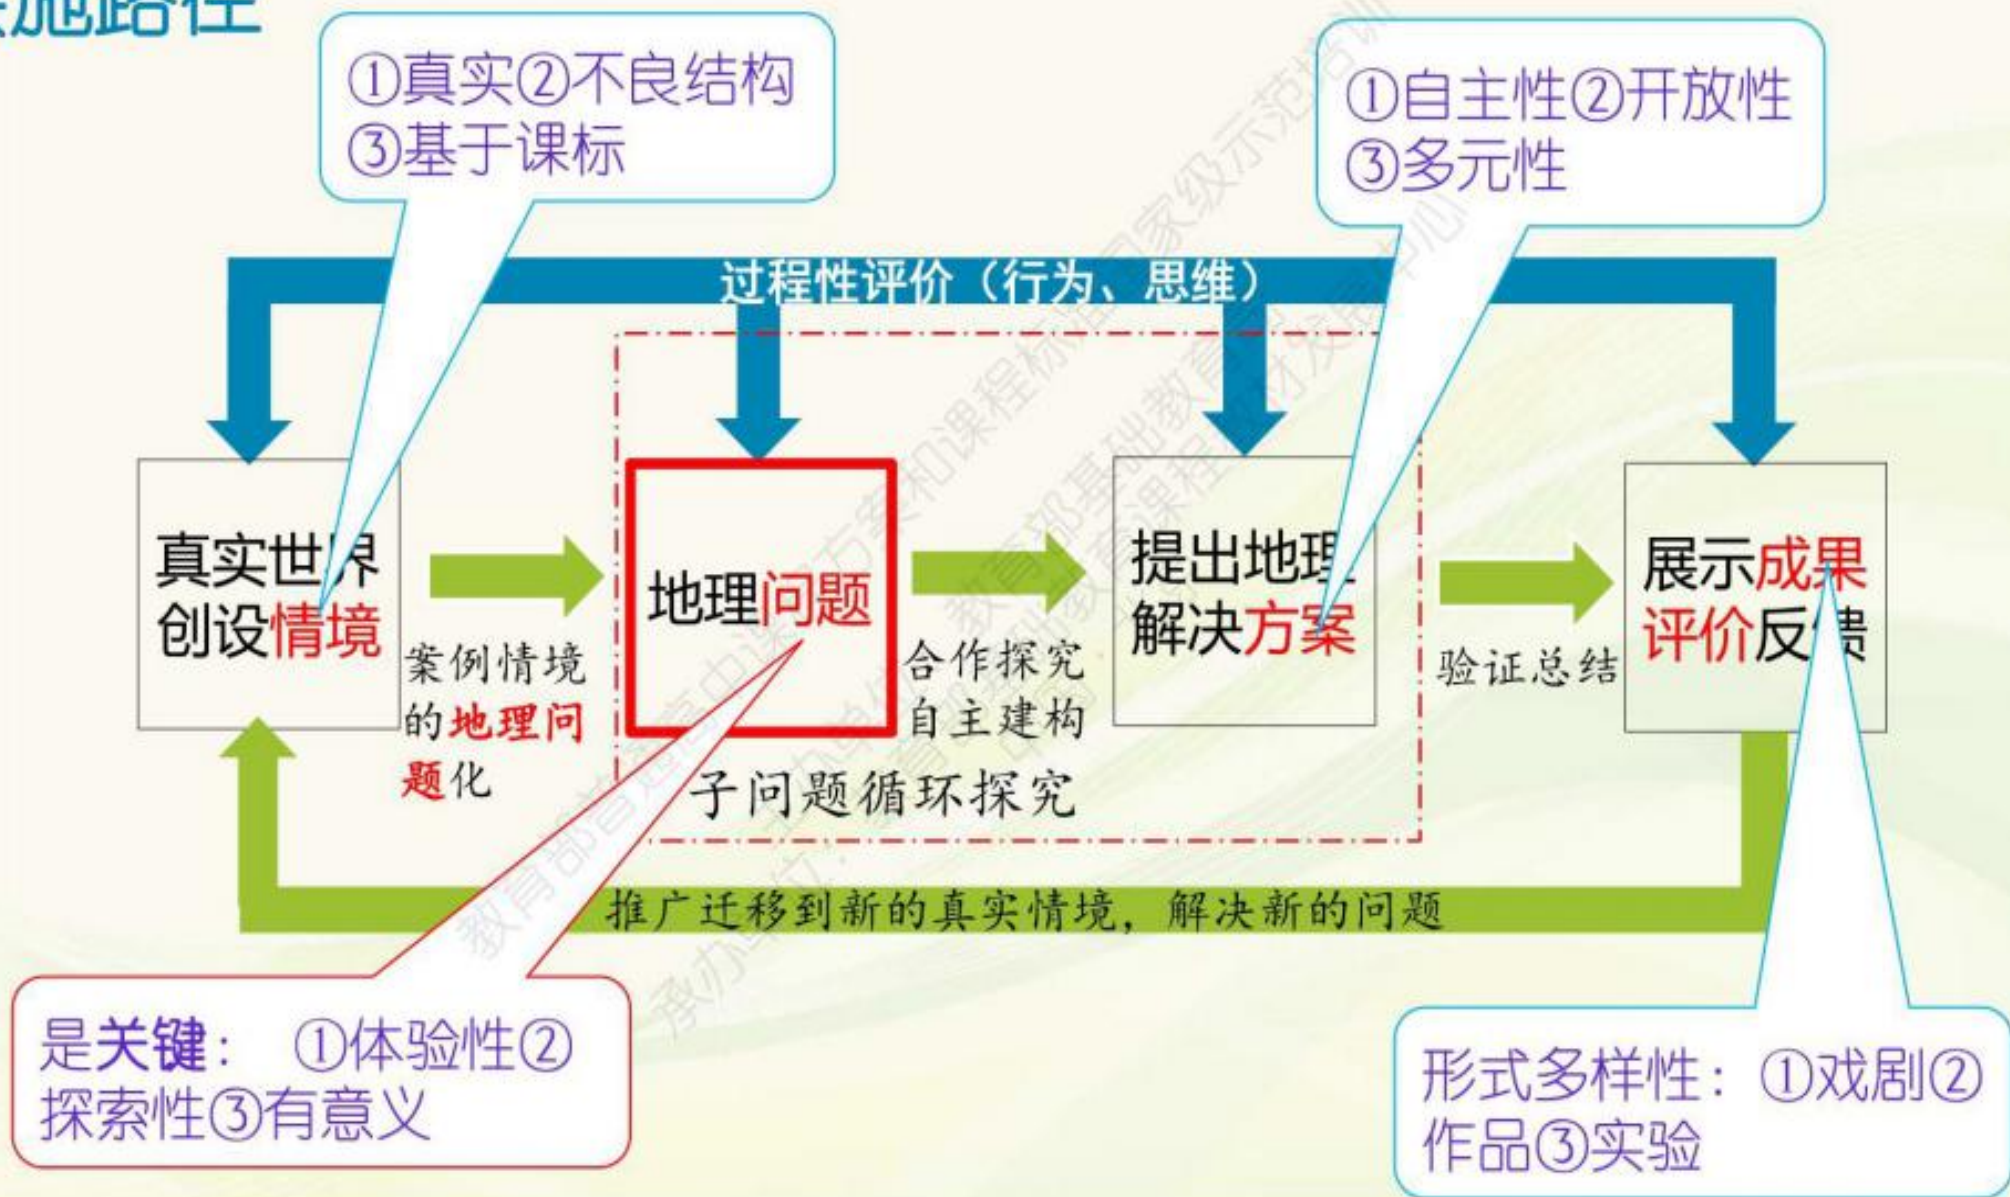 施路径
①真实②不良结构
③基于课标
①自主性②开放性
③多元性
过程性评价（行为、思维）
真实世界
创设情境
案例情境
的地理问
题化
地理问题
合作探究
自主建构
子问题循环探究
提出地理
解决方案
验证总结
展示成果
评价反馈
推广迁移到新的真实情境，解决新的问题
是关键： ①体验性②
探索性③有意义
形式多样性：①戏剧②
作品③实验